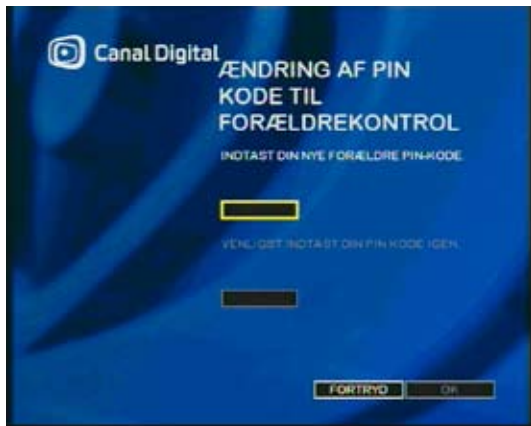 Canal Digital
ÆNDRING AF PIN
KODE TIL
FORÆLDREKONTROL
INDTAST DIN NYE FORÆLDRE PIN-KODE
VENLIGST INDTAST DIN PIN KODE IGEN.
FORTRYD OK